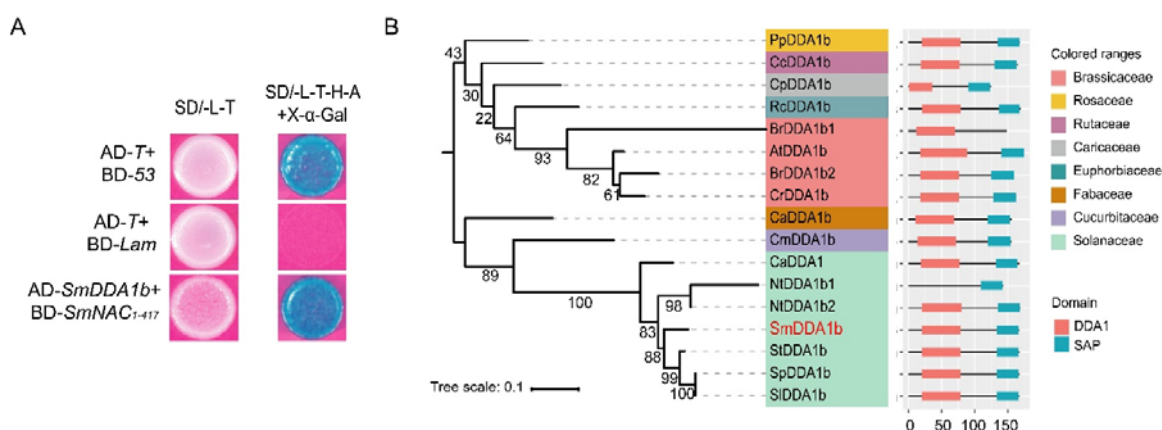 A
SD/-L-T
SD/-L-T-H-A
+X-α-Gal
AD-T+
BD-53
AD-T+
BD-Lam
AD-SmDDA1b+
BD-SmNAC1-417
B
43
30
22
64
93
82
61
89
100
98
83
88
99
100
Tree scale: 0.1
PpDDA1b
CcDDA1b
CpDDA1b
RcDDA1b
BrDDA1b1
AtDDA1b
BrDDA1b2
CrDDA1b
CaDDA1b
CmDDA1b
CaDDA1
NtDDA1b1
NtDDA1b2
SmDDA1b
StDDA1b
SpDDA1b
SlDDA1b
0 50 100 150
Colored ranges
Brassicaceae
Rosaceae
Rutaceae
Caricaceae
Euphorbiaceae
Fabaceae
Cucurbitaceae
Solanaceae
Domain
DDA1
SAP